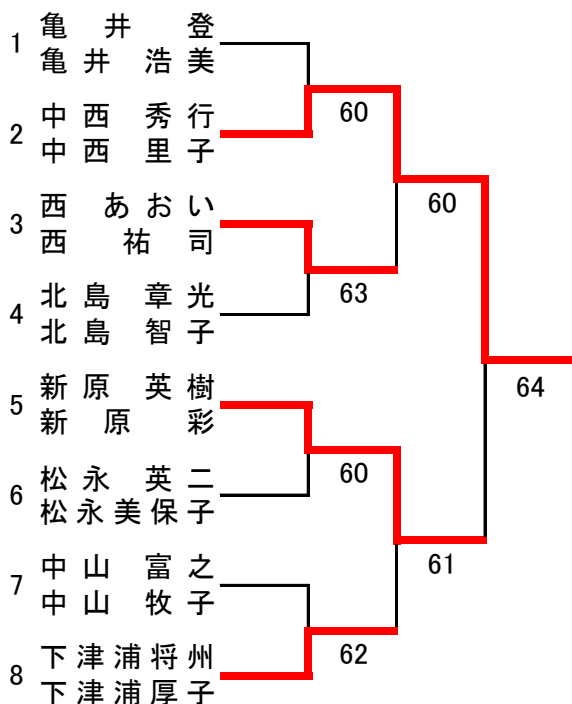 1 亀井登
亀井浩美
60
2 中西秀行
中西里子
60
3 西あおい
西祐司
63
4 北島章光
北島智子
64
5 新原英樹
新原彩
60
6 松永英二
松永美保子
61
7 中山富之
中山牧子
62
8 下津浦将州
下津浦厚子